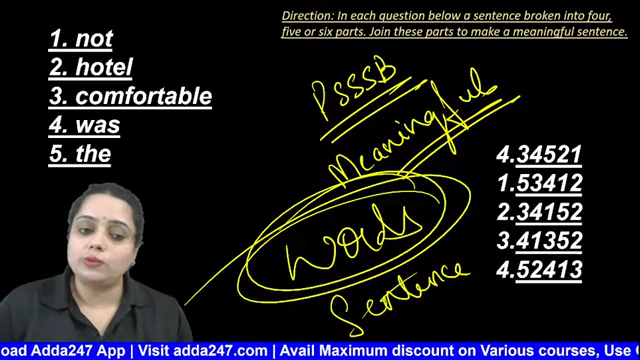 Direction: In each question below a sentence broken into four,
five or six parts. Join these parts to make a meaningful sentence.
1. not
2. hotel
3. comfortable
4. was
5. the
PSSSB
Meaningful
Words
Sentence
4.34521
1.53412
2.34152
3.41352
4.52413
oad Adda247 App | Visit adda247.com | Avail Maximum discount on Various courses, Use C